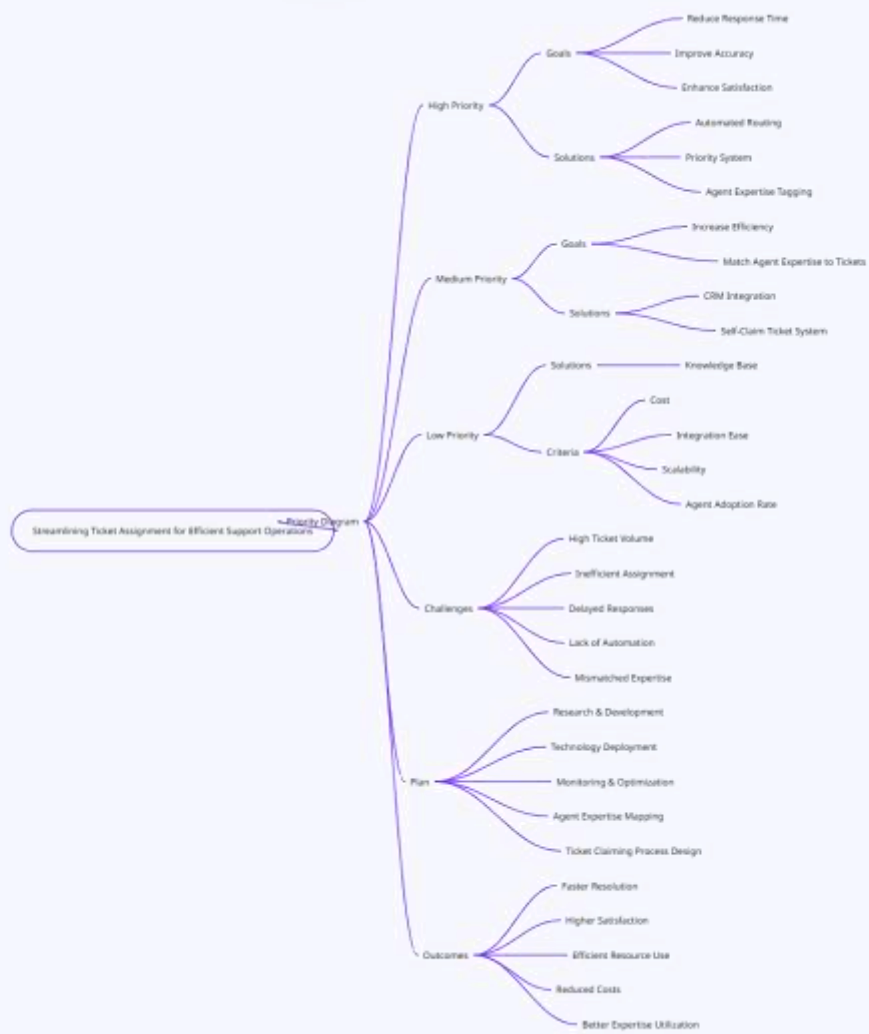 Streamlining Ticket Assignment for Efficient Support Operations
Priority Diagram
High Priority
Goals
Reduce Response Time
Improve Accuracy
Enhance Satisfaction
Solutions
Automated Routing
Priority System
Agent Expertise Tagging
Medium Priority
Goals
Increase Efficiency
Match Agent Expertise to Tickets
Solutions
CRM Integration
Self-Claim Ticket System
Low Priority
Solutions
Knowledge Base
Criteria
Cost
Integration Ease
Scalability
Agent Adoption Rate
Challenges
High Ticket Volume
Inefficient Assignment
Delayed Responses
Lack of Automation
Mismatched Expertise
Plan
Research & Development
Technology Deployment
Monitoring & Optimization
Agent Expertise Mapping
Ticket Claiming Process Design
Outcomes
Faster Resolution
Higher Satisfaction
Efficient Resource Use
Reduced Costs
Better Expertise Utilization